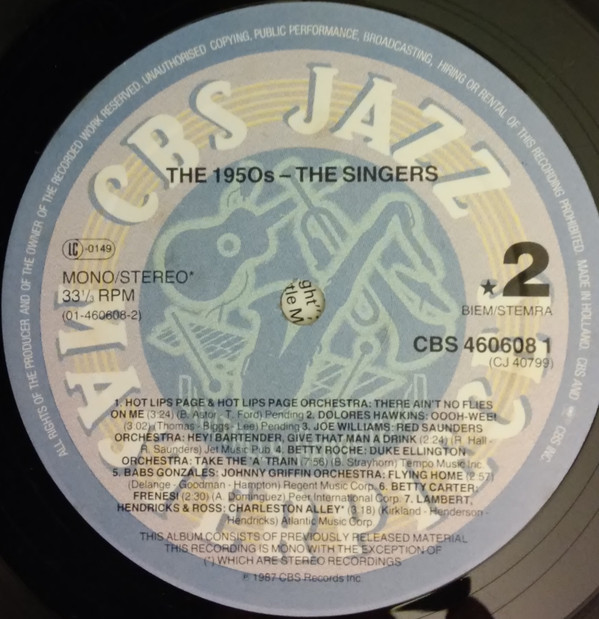 ALL RIGHTS OF THE PRODUCER AND OF THE OWNER OF THE RECORDED WORK RESERVED. UNAUTHORISED COPYING, PUBLIC PERFORMANCE, BROADCASTING, HIRING OR RENTAL OF THIS RECORDING PROHIBITED. MADE IN HOLLAND. CBS AND CBS INC.
CBS JAZZ
MASTERPIECES
THE 1950s – THE SINGERS
LC -0149
MONO/STEREO*
33⅓ RPM
(01-460608-2)
★ 2
BIEM/STEMRA
CBS 460608 1
(CJ 40799)
ght'
tle M
1. HOT LIPS PAGE & HOT LIPS PAGE ORCHESTRA: THERE AIN'T NO FLIES
ON ME (3:24) (B. Astor - T. Ford) Pending 2. DOLORES HAWKINS: OOOH-WEE!
(3:02) (Thomas - Biggs - Lee) Pending 3. JOE WILLIAMS: RED SAUNDERS
ORCHESTRA: HEY! BARTENDER, GIVE THAT MAN A DRINK (2:24) (R. Hall -
R. Saunders) Jet Music Pub. 4. BETTY ROCHE: DUKE ELLINGTON
ORCHESTRA: TAKE THE 'A' TRAIN (7:56) (B. Strayhorn) Tempo Music Inc.
5. BABS GONZALES: JOHNNY GRIFFIN ORCHESTRA: FLYING HOME (2:57)
(Delange - Goodman - Hampton) Regent Music Corp 6. BETTY CARTER:
FRENESI (2:30) (A. Dominguez) Peer International Corp. 7. LAMBERT,
HENDRICKS & ROSS: CHARLESTON ALLEY* (:18) (Kirkland - Henderson -
Hendricks) Atlantic Music Corp
THIS ALBUM CONSISTS OF PREVIOUSLY RELEASED MATERIAL
THIS RECORDING IS MONO WITH THE EXCEPTION OF
(*) WHICH ARE STEREO RECORDINGS
℗ 1987 CBS Records Inc.